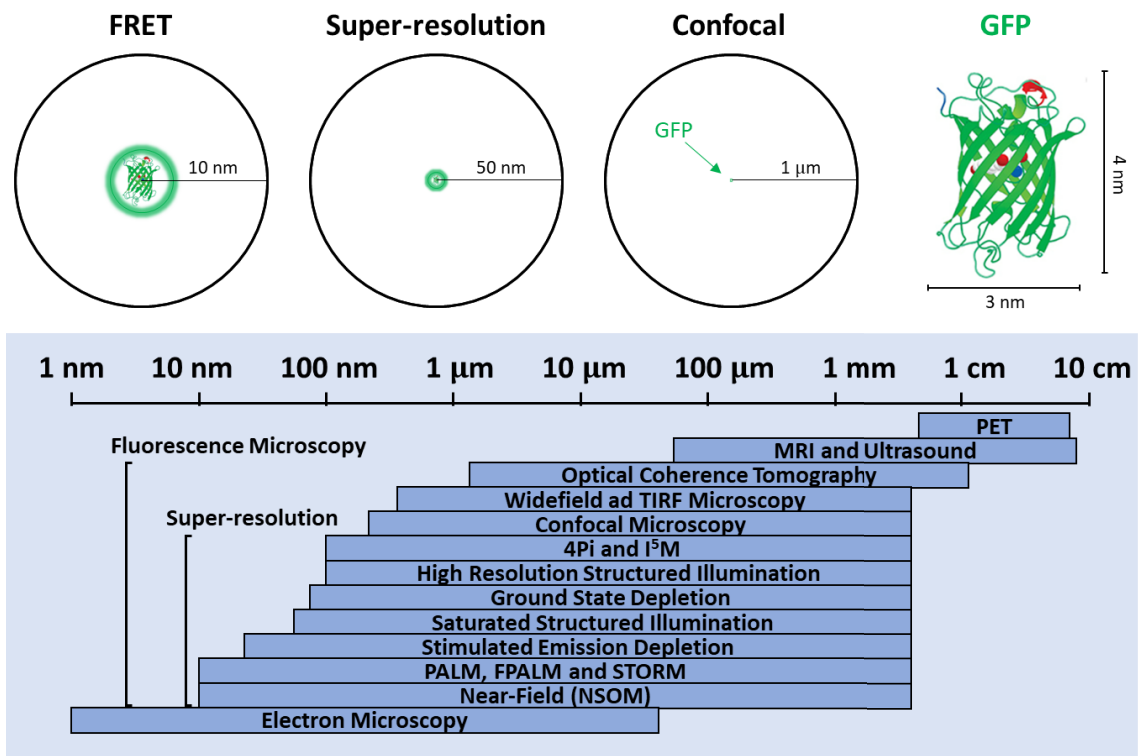 FRET
Super-resolution
Confocal
GFP
10 nm
50 nm
GFP
1 μm
4 nm
3 nm
1 nm 10 nm 100 nm 1 μm 10 μm 100 μm 1 mm 1 cm 10 cm
PET
Fluorescence Microscopy
MRI and Ultrasound
Optical Coherence Tomography
Widefield ad TIRF Microscopy
Super-resolution
Confocal Microscopy
4Pi and I⁵M
High Resolution Structured Illumination
Ground State Depletion
Saturated Structured Illumination
Stimulated Emission Depletion
PALM, FPALM and STORM
Near-Field (NSOM)
Electron Microscopy